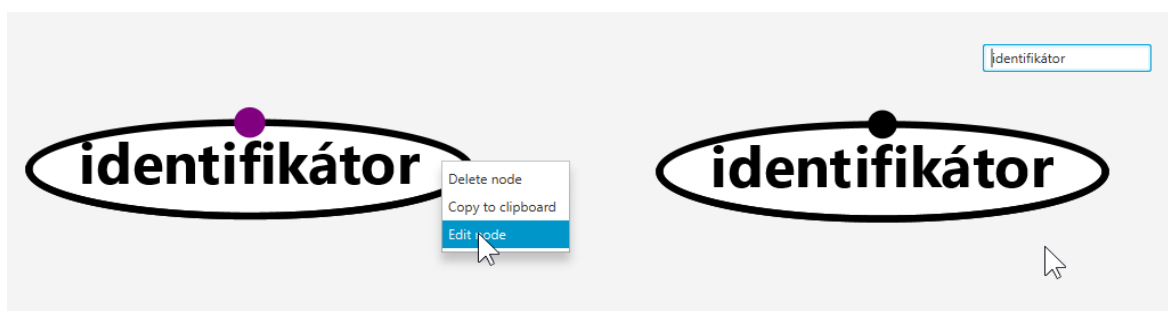 identifikátor
Delete node
Copy to clipboard
Edit node
identifikátor
identifikátor